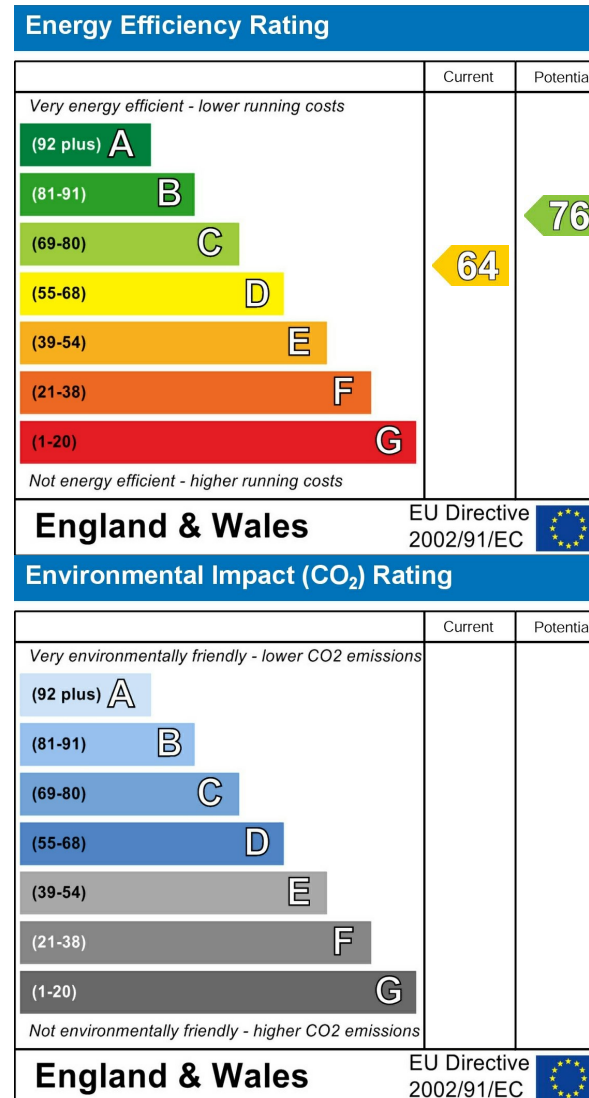 Energy Efficiency Rating
Current Potentia
Very energy efficient - lower running costs
(92 plus) A
(81-91) B
(69-80) C
(55-68) D
(39-54) E
(21-38) F
(1-20) G
64
76
Not energy efficient - higher running costs
England & Wales
EU Directive
2002/91/EC
Environmental Impact (CO₂) Rating
Current Potentia
Very environmentally friendly - lower CO2 emissions
(92 plus) A
(81-91) B
(69-80) C
(55-68) D
(39-54) E
(21-38) F
(1-20) G
Not environmentally friendly - higher CO2 emissions
England & Wales
EU Directive
2002/91/EC